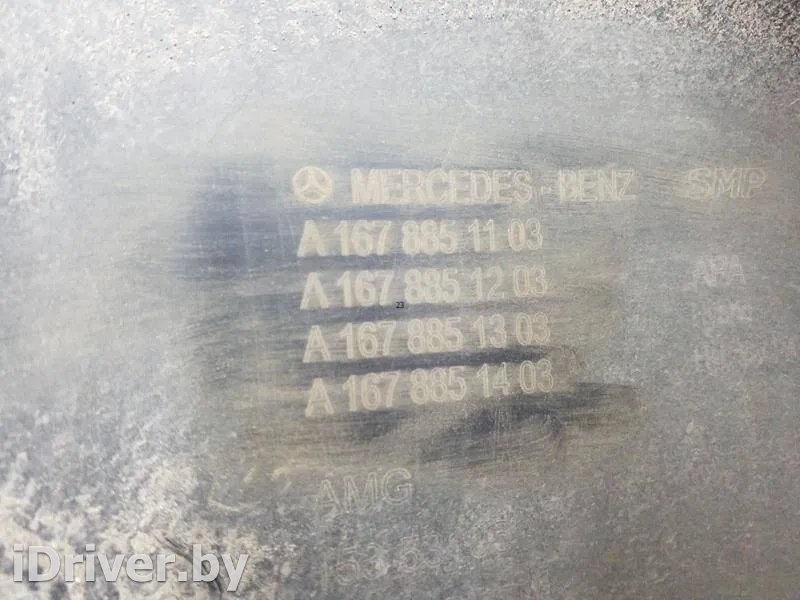 MERCEDES-BENZ SMP
A 167 885 11 03
A 167 885 12 03
23
A 167 885 13 03
A 167 885 14 03
AMG
iDriver.by